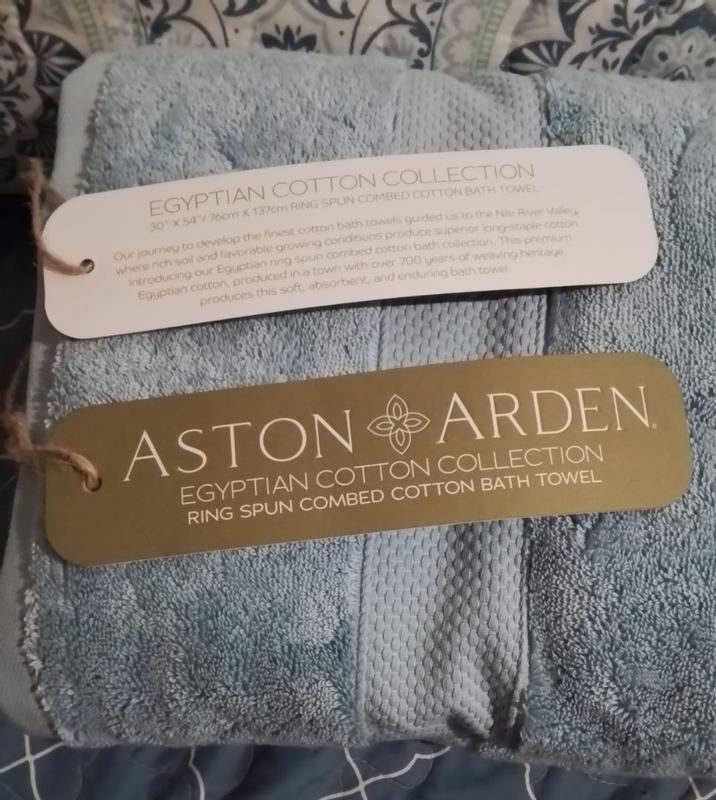 EGYPTIAN COTTON COLLECTION
30" X 54"/ 76cm X 137cm RING SPUN COMBED COTTON BATH TOWEL
Our journey to develop the finest cotton bath towels guided us to the Nile River Valley,
where rich soil and favorable growing conditions produce superior long-staple cotton.
Introducing our Egyptian ring spun combed cotton bath collection. This premium
Egyptian cotton, produced in a town with over 700 years of weaving heritage,
produces this soft, absorbent, and enduring bath towel.
ASTON ARDEN®
EGYPTIAN COTTON COLLECTION
RING SPUN COMBED COTTON BATH TOWEL